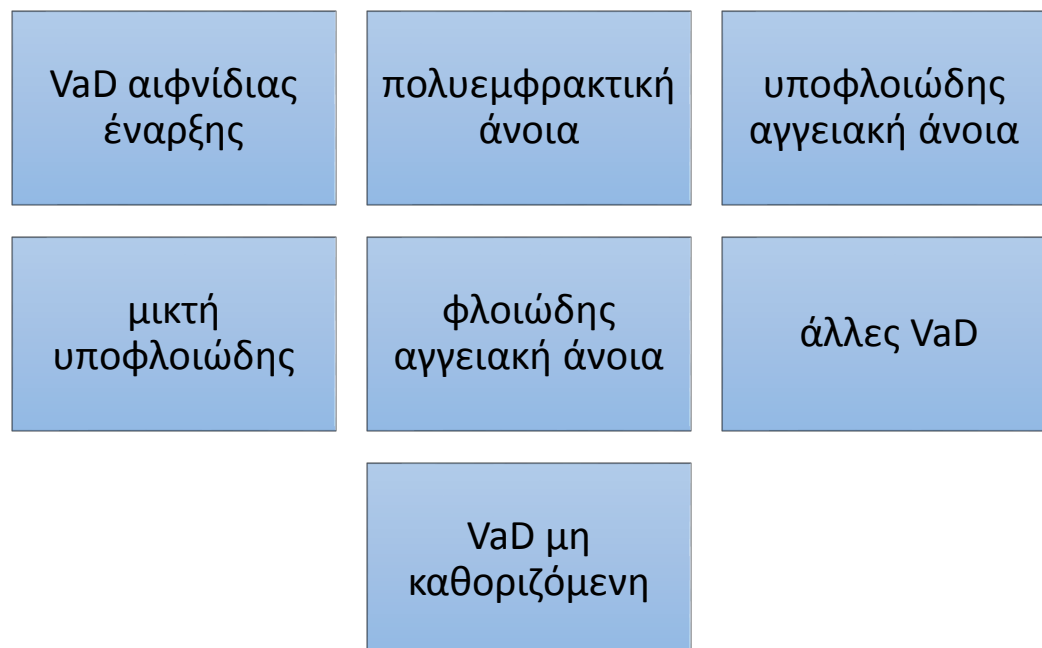 VaD αιφνίδιας
έναρξης
πολυεμφρακτική
άνοια
υποφλοιώδης
αγγειακή άνοια
μικτή
υποφλοιώδης
φλοιώδης
αγγειακή άνοια
άλλες VaD
VaD μη
καθοριζόμενη